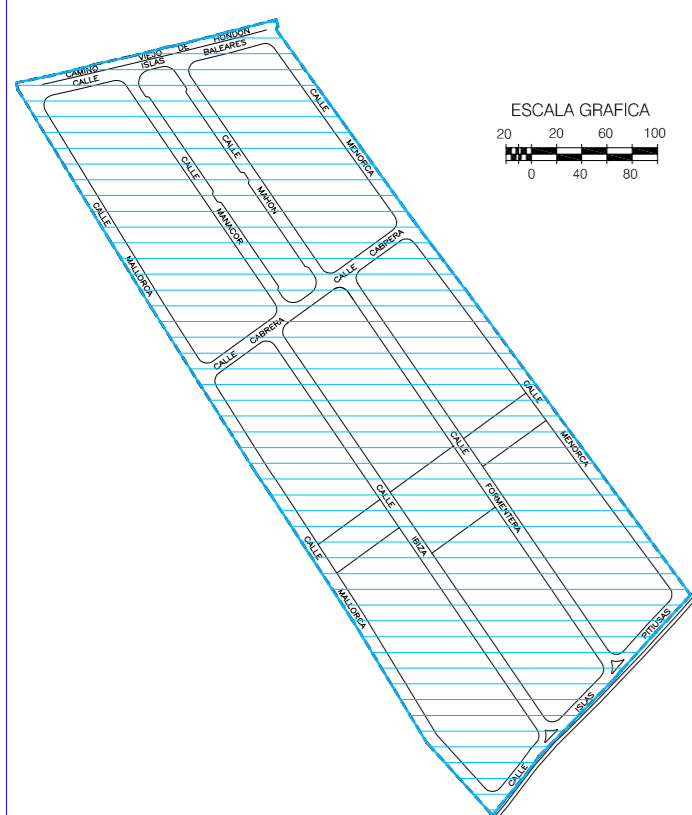 CAMINO VIEJO DE HONDON
CALLE ISLAS BALEARES
ESCALA GRAFICA
20 20 60 100
0 40 80
CALLE MENORCA
CALLE MAHON
CALLE MANACOR
CALLE MALLORCA
CALLE CABRERA
CALLE CABRERA
CALLE MENORCA
CALLE FORMENTERA
CALLE IBIZA
CALLE MALLORCA
CALLE ISLAS PITIUSAS